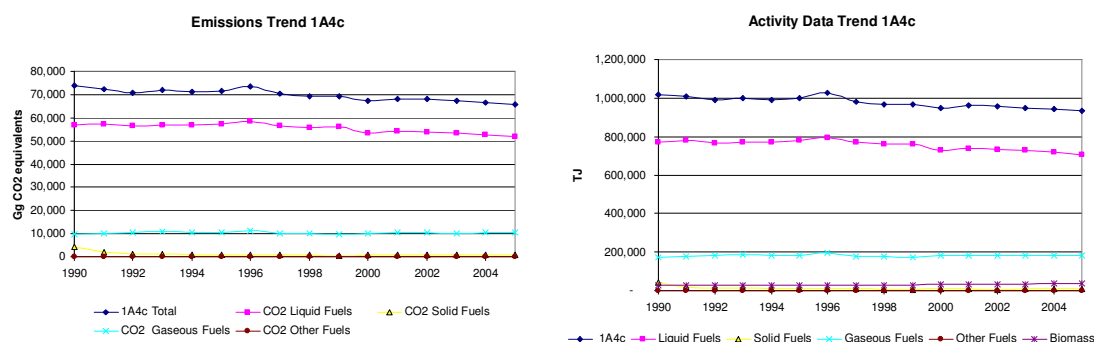 Emissions Trend 1A4c
Gg CO2 equivalents
80,000
70,000
60,000
50,000
40,000
30,000
20,000
10,000
0
1990 1992 1994 1996 1998 2000 2002 2004
1A4c Total CO2 Liquid Fuels CO2 Solid Fuels
CO2 Gaseous Fuels CO2 Other Fuels
Activity Data Trend 1A4c
TJ
1,200,000
1,000,000
800,000
600,000
400,000
200,000
-
1990 1992 1994 1996 1998 2000 2002 2004
1A4c Liquid Fuels Solid Fuels Gaseous Fuels Other Fuels Biomass